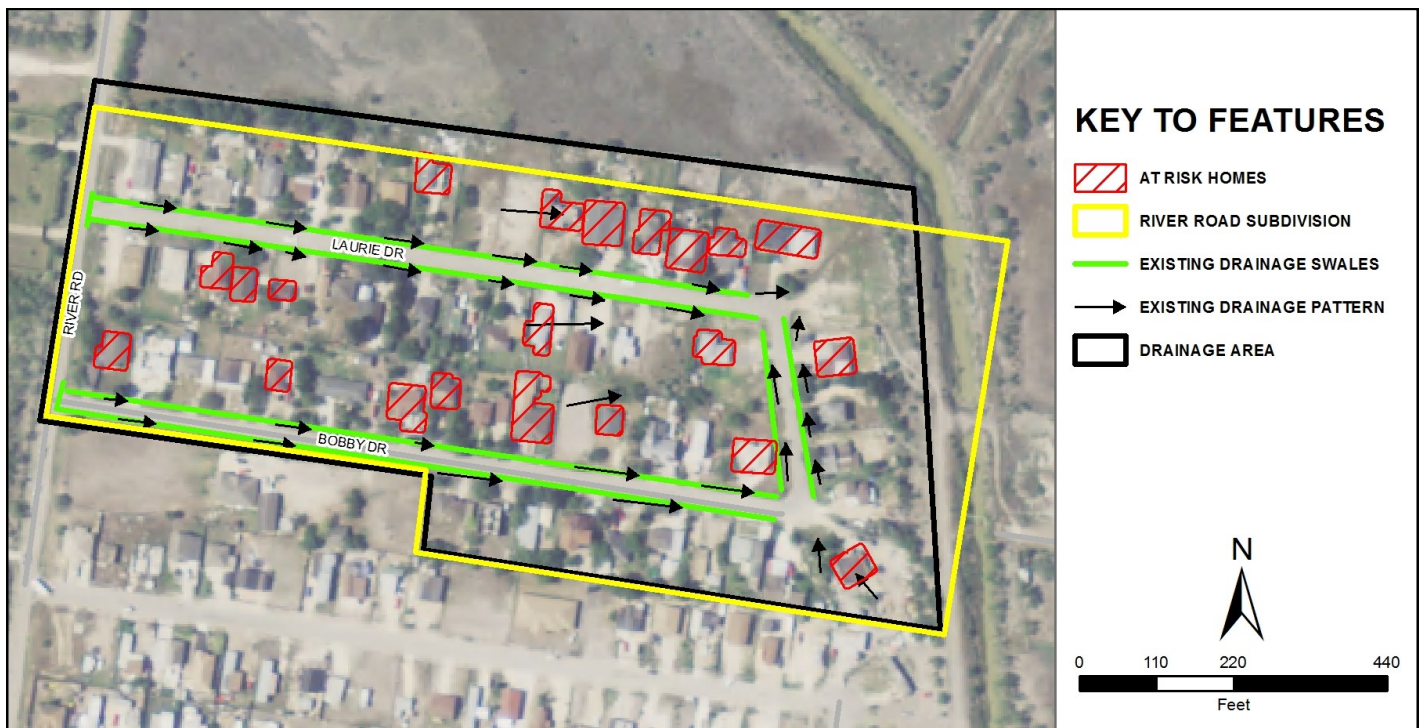 KEY TO FEATURES
AT RISK HOMES
RIVER ROAD SUBDIVISION
EXISTING DRAINAGE SWALES
EXISTING DRAINAGE PATTERN
DRAINAGE AREA
LAURIE DR
RIVER RD
BOBBY DR
N
0 110 220 440
Feet